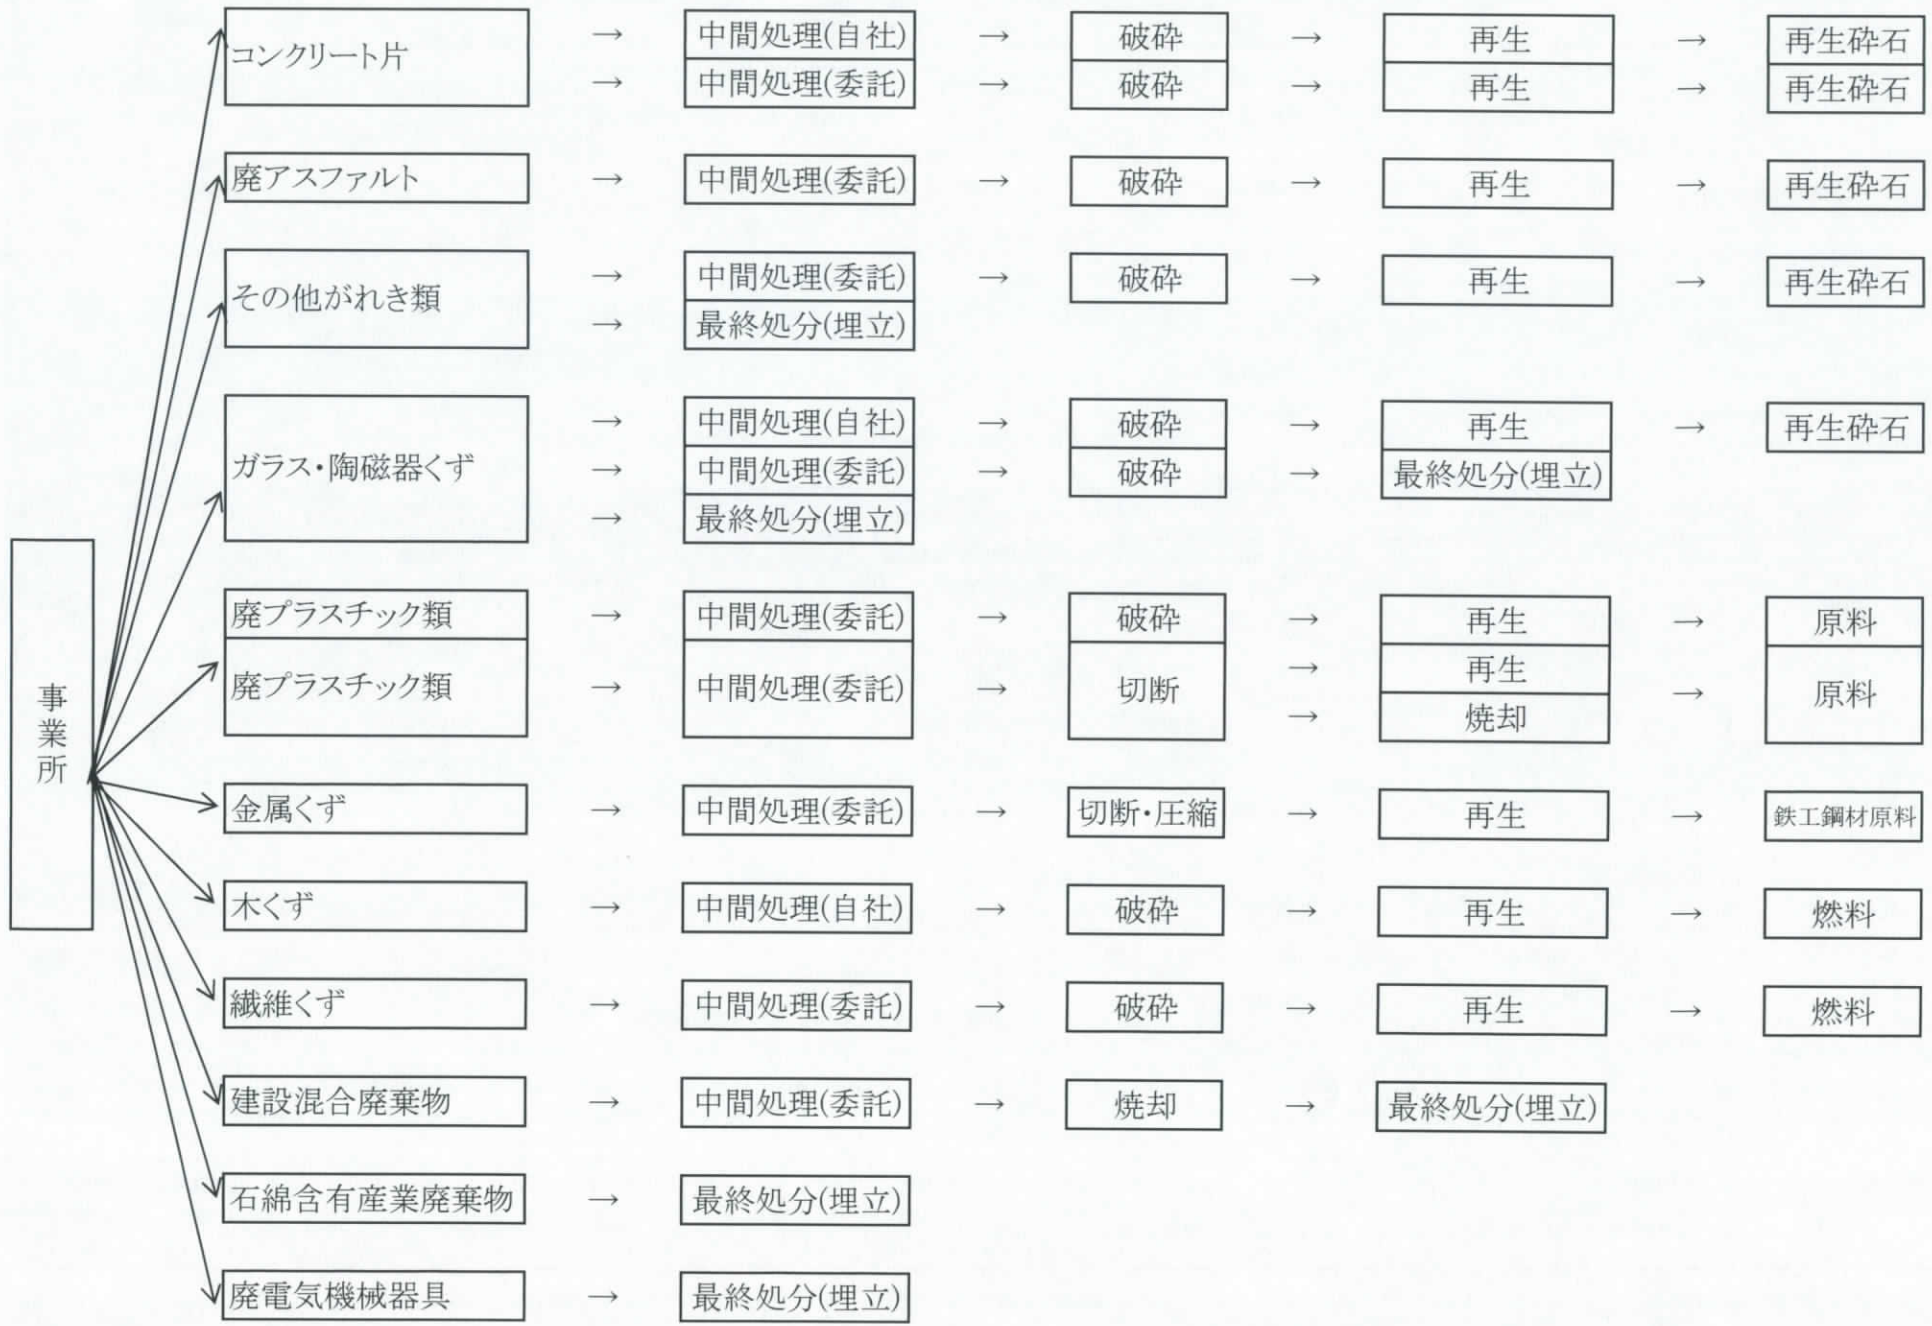 コンクリート片 → 中間処理(自社) → 破砕 → 再生 → 再生砕石
→ 中間処理(委託) → 破砕 → 再生 → 再生砕石
廃アスファルト → 中間処理(委託) → 破砕 → 再生 → 再生砕石
その他がれき類 → 中間処理(委託) → 破砕 → 再生 → 再生砕石
→ 最終処分(埋立)
ガラス・陶磁器くず → 中間処理(自社) → 破砕 → 再生 → 再生砕石
→ 中間処理(委託) → 破砕 → 最終処分(埋立)
→ 最終処分(埋立)
事業所
廃プラスチック類 → 中間処理(委託) → 破砕 → 再生 → 原料
廃プラスチック類 → 中間処理(委託) → 切断 → 再生 → 原料
→ 焼却
金属くず → 中間処理(委託) → 切断・圧縮 → 再生 → 鉄工鋼材原料
木くず → 中間処理(自社) → 破砕 → 再生 → 燃料
繊維くず → 中間処理(委託) → 破砕 → 再生 → 燃料
建設混合廃棄物 → 中間処理(委託) → 焼却 → 最終処分(埋立)
石綿含有産業廃棄物 → 最終処分(埋立)
廃電気機械器具 → 最終処分(埋立)